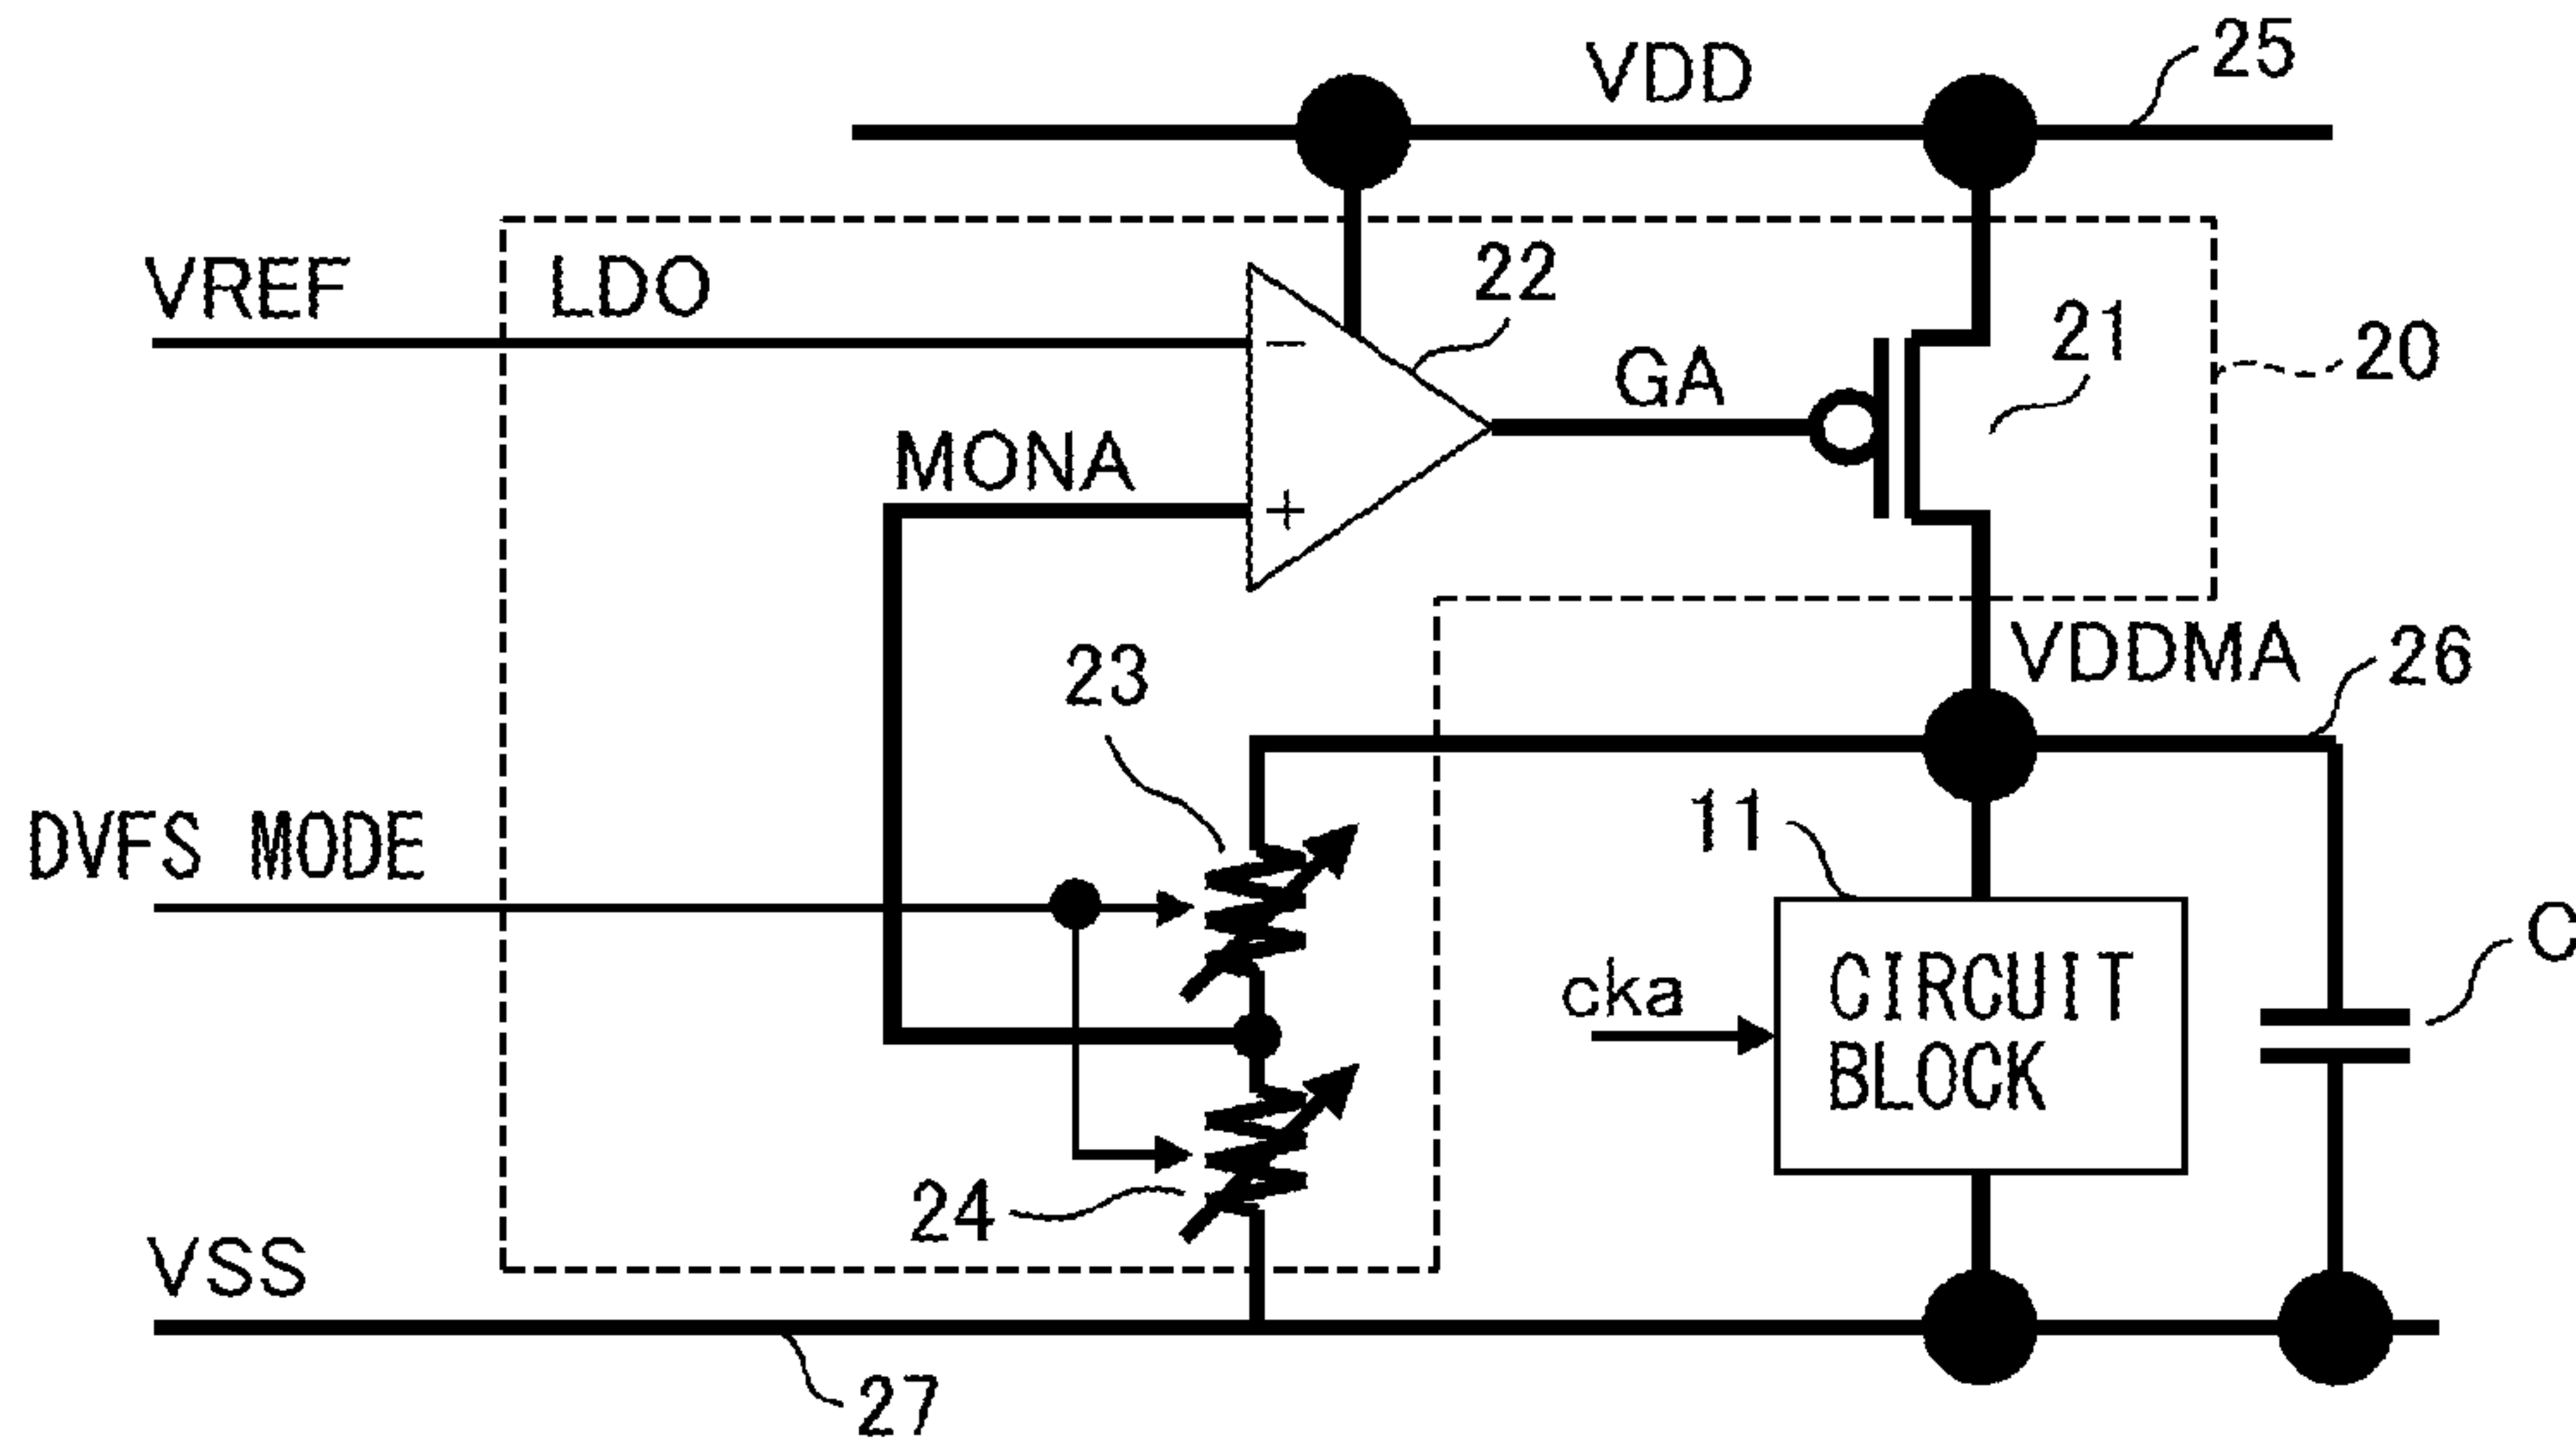 VDD
25
VREF
LDO
22
GA
21
20
MONA
+
VDDMA
26
23
11
DVFS MODE
C
cka
CIRCUIT
BLOCK
24
VSS
27